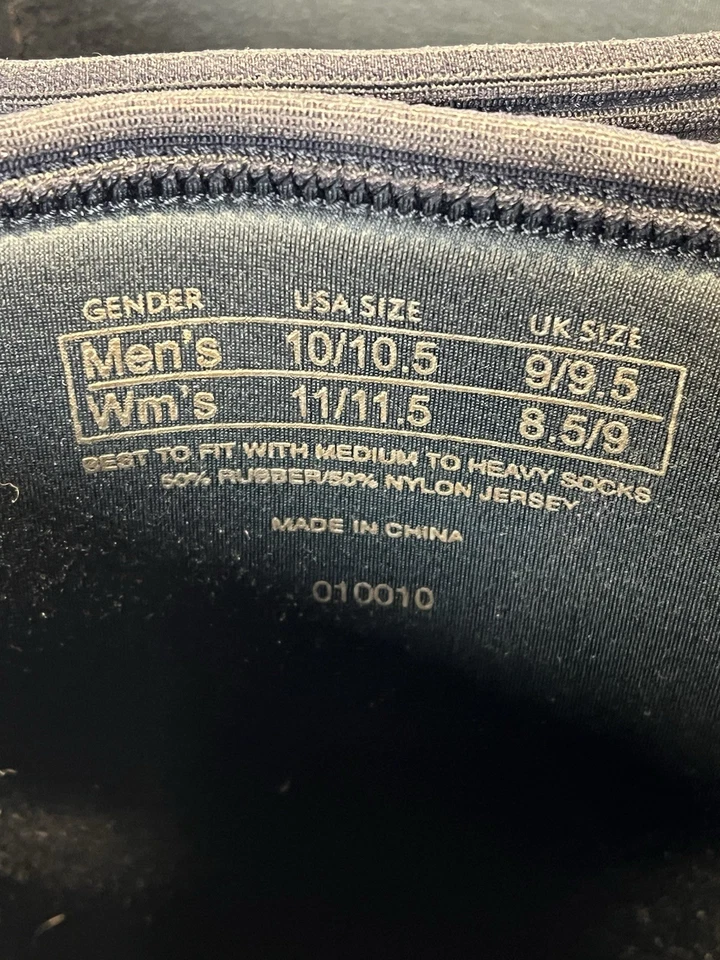 GENDER USA SIZE UK SIZE
Men's 10/10.5 9/9.5
Wm's 11/11.5 8.5/9
BEST TO FIT WITH MEDIUM TO HEAVY SOCKS
50% RUBBER/50% NYLON JERSEY
MADE IN CHINA
010010